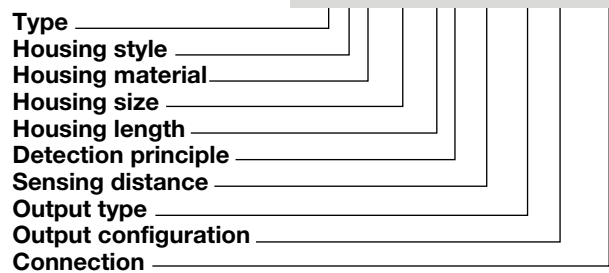 Type
Housing style
Housing material
Housing size
Housing length
Detection principle
Sensing distance
Output type
Output configuration
Connection